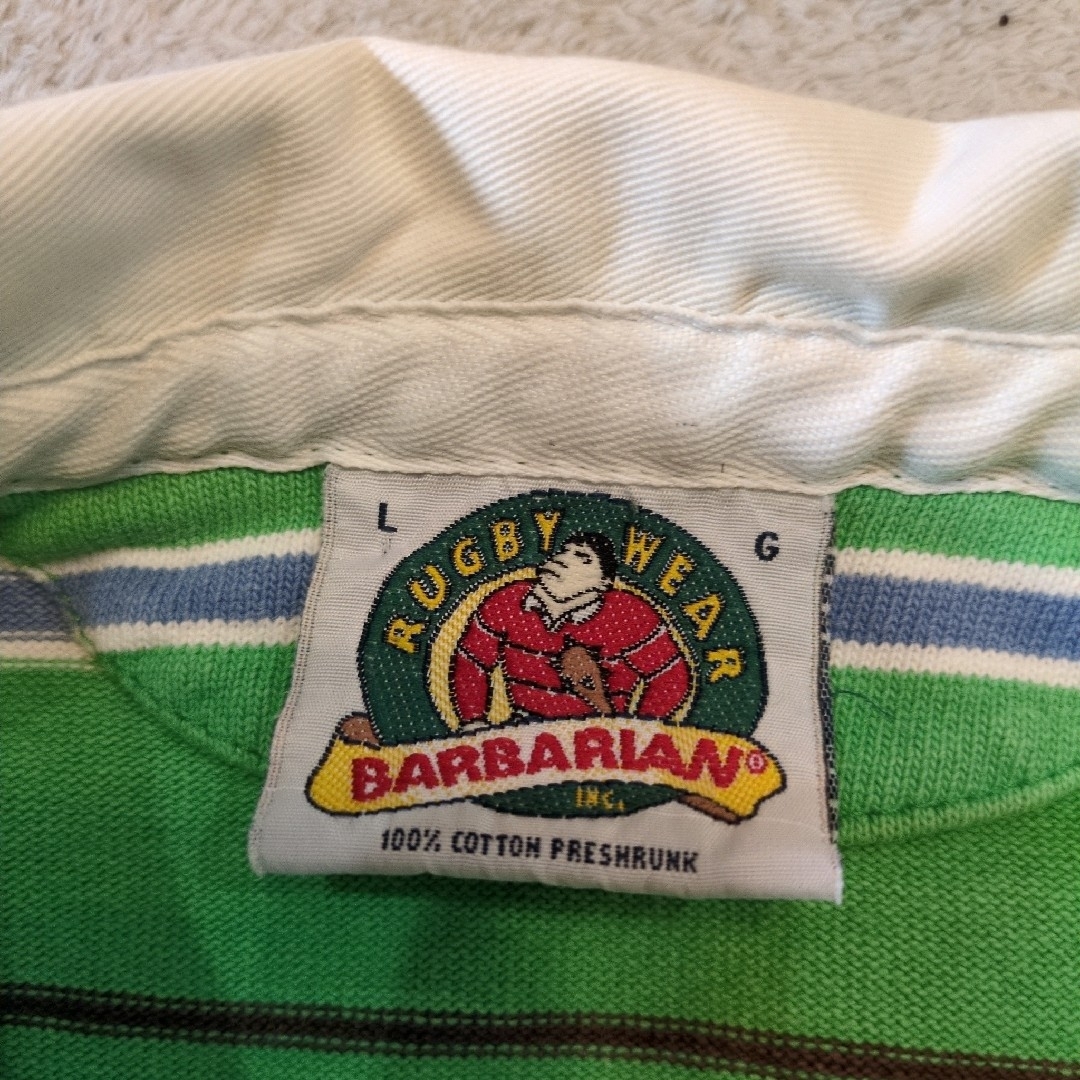 L G
RUGBY WEAR
BARBARIAN®
INC.
100% COTTON PRESHRUNK